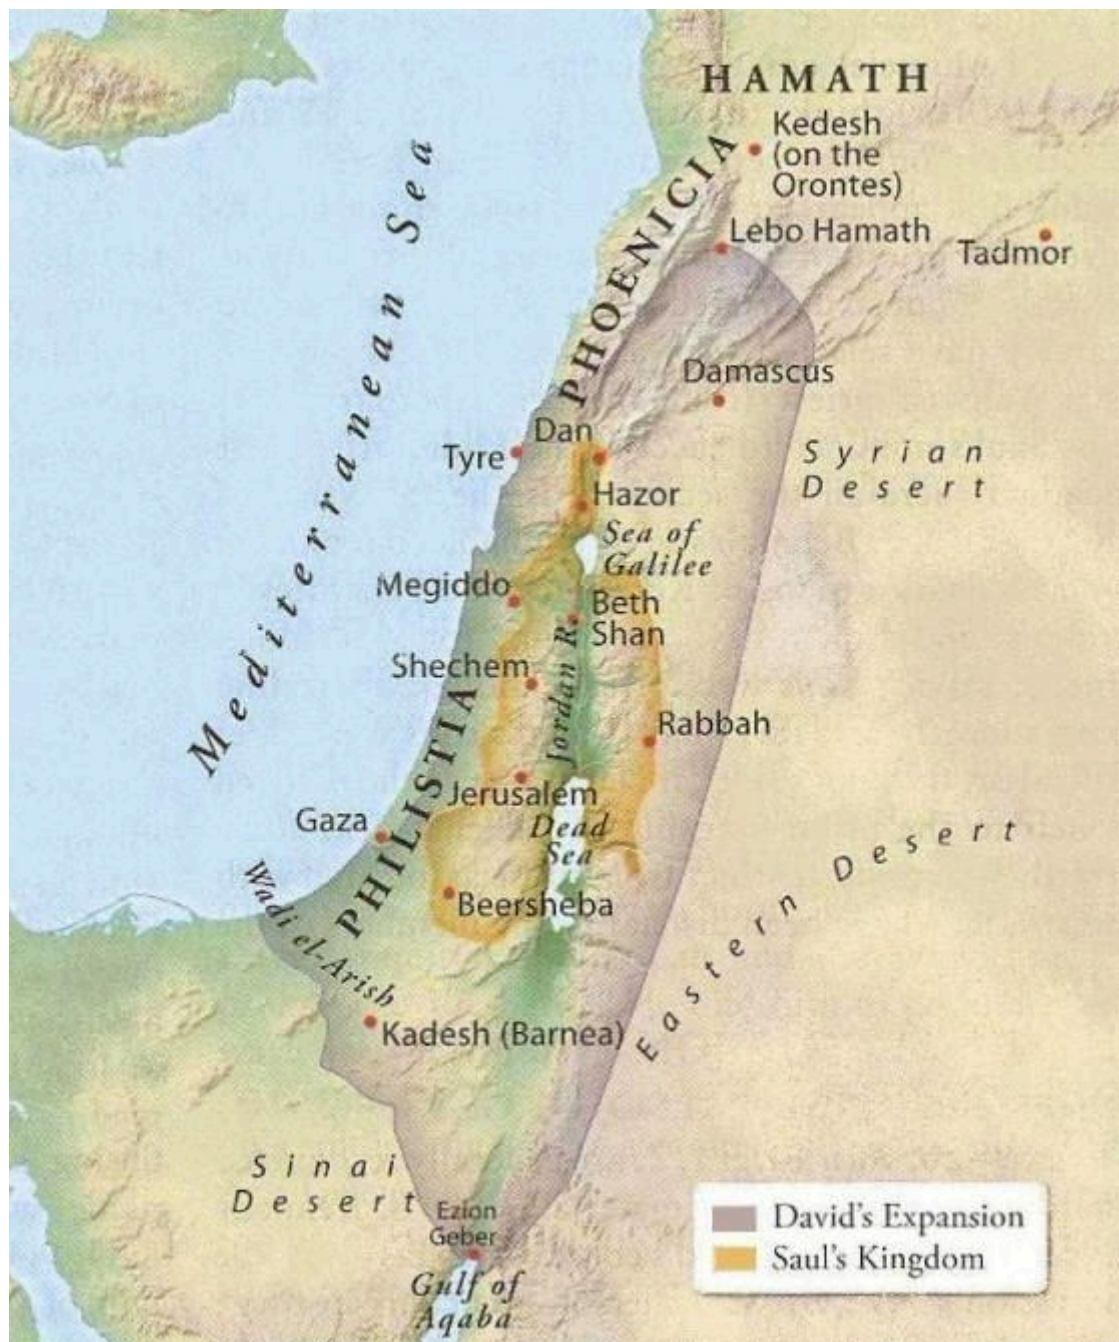 HAMATH
Kedesh
(on the
Orontes)
PHOENICIA
Lebo Hamath
Tadmor
Mediterranean Sea
Damascus
Dan
Tyre
Syrian
Desert
Hazor
Sea of
Galilee
Megiddo
Beth
Shan
Jordan R.
Shechem
PHILISTIA
Rabbah
Jerusalem
Gaza
Dead
Sea
Eastern Desert
Wadi el-Arish
Beersheba
Kadesh (Barnea)
Sinai
Desert
Ezion
Geber
Gulf of
Aqaba
David's Expansion
Saul's Kingdom